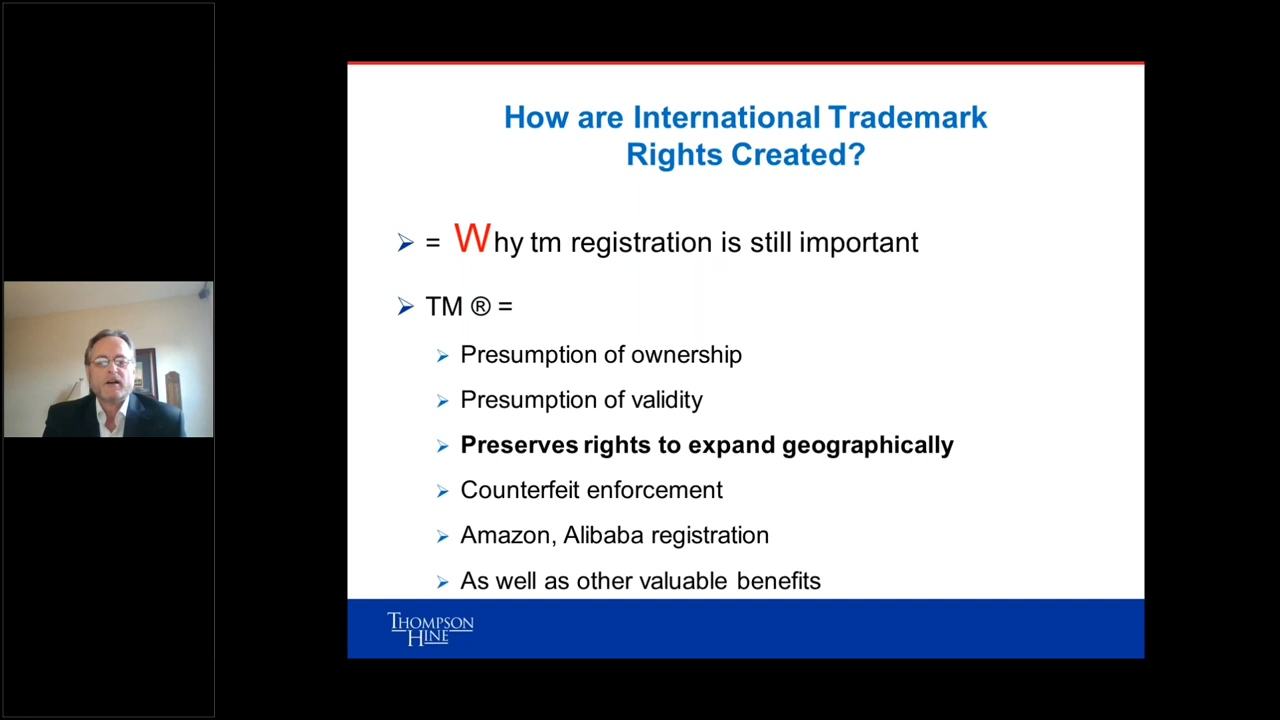 How are International Trademark
Rights Created?
= Why tm registration is still important
TM ® =
Presumption of ownership
Presumption of validity
Preserves rights to expand geographically
Counterfeit enforcement
Amazon, Alibaba registration
As well as other valuable benefits
THOMPSON
HINE